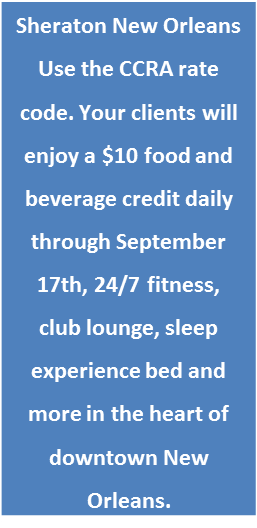 Sheraton New Orleans
Use the CCRA rate
code. Your clients will
enjoy a $10 food and
beverage credit daily
through September
17th, 24/7 fitness,
club lounge, sleep
experience bed and
more in the heart of
downtown New
Orleans.